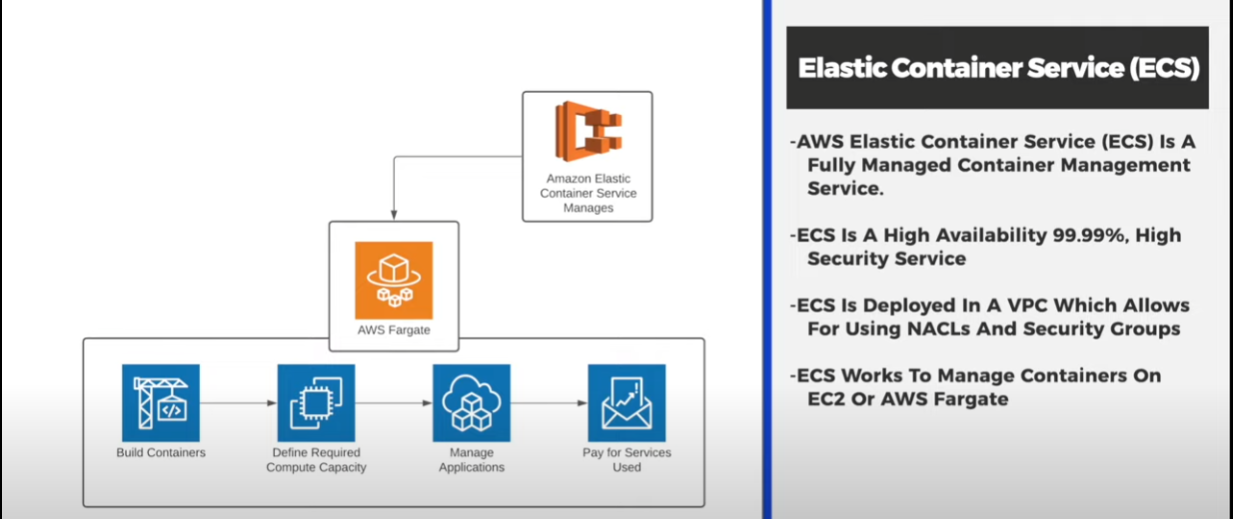 Elastic Container Service (ECS)
-AWS Elastic Container Service (ECS) Is A
Fully Managed Container Management
Service.
-ECS Is A High Availability 99.99%, High
Security Service
-ECS Is Deployed In A VPC Which Allows
For Using NACLs And Security Groups
-ECS Works To Manage Containers On
EC2 Or AWS Fargate
Amazon Elastic
Container Service
Manages
AWS Fargate
Build Containers
Define Required
Compute Capacity
Manage
Applications
Pay for Services
Used